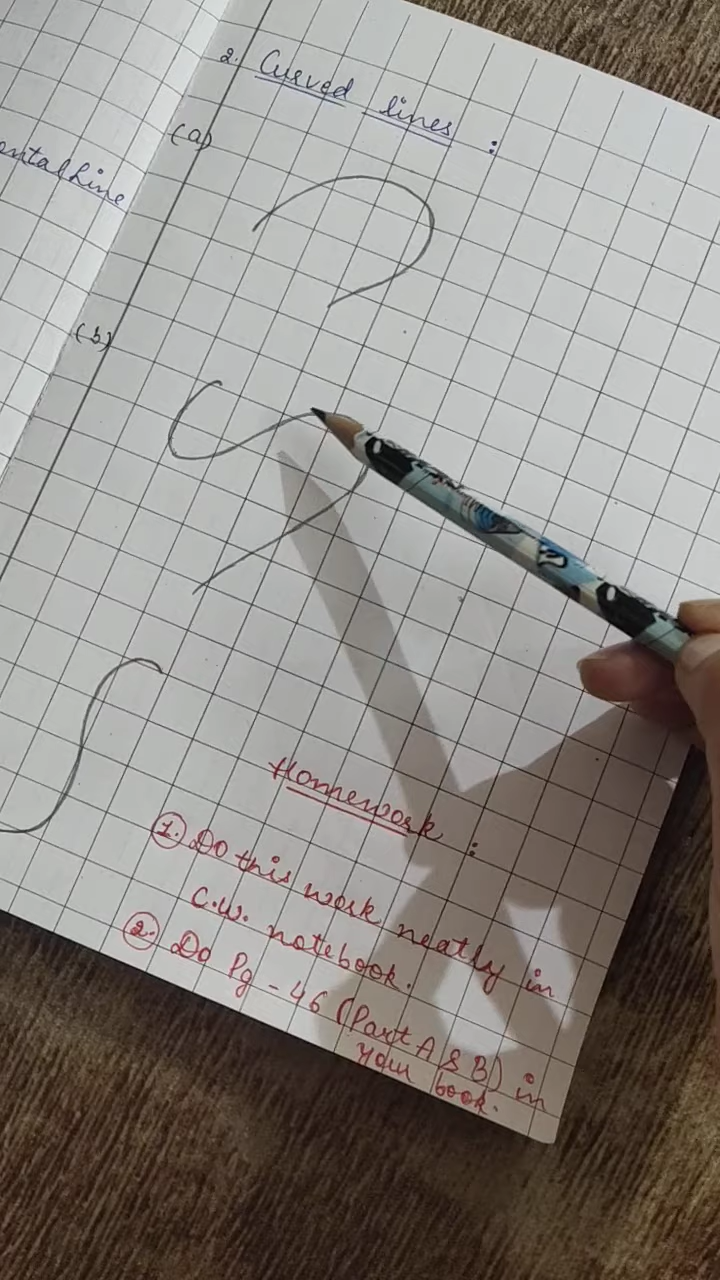 ental Line
2. Curved lines :
(a)
(b)
Homework :
1. Do this work neatly in
C.W. notebook.
2. Do Pg - 46 (Part A & B) in
your book.